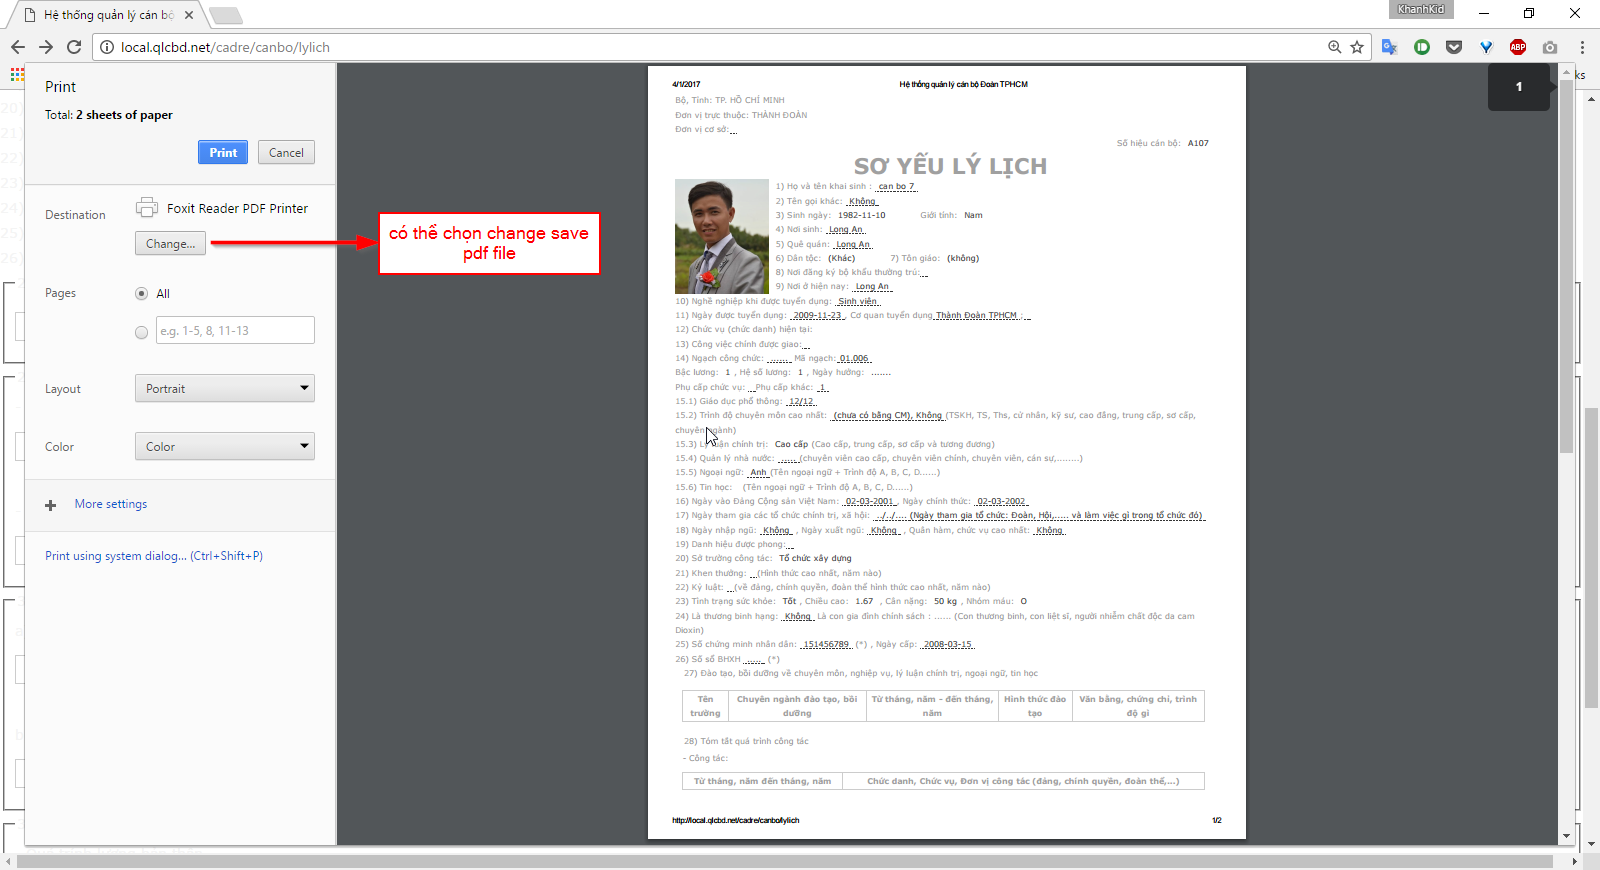 Hệ thống quản lý cán bộ
KhanhKid
local.qlcbd.net/cadre/canbo/lylich
ABP
ks
Print
Total: 2 sheets of paper
Print
Cancel
Destination
Foxit Reader PDF Printer
Change...
có thể chọn change save
pdf file
Pages
All
e.g. 1-5, 8, 11-13
Layout
Portrait
Color
Color
More settings
Print using system dialog... (Ctrl+Shift+P)
20)
21)
22)
23)
24)
25)
26)
1
4/1/2017
Hệ thống quản lý cán bộ Đoàn TPHCM
Bộ, Tỉnh: TP. HỒ CHÍ MINH
Đơn vị trực thuộc: THÀNH ĐOÀN
Đơn vị cơ sở:
Số hiệu cán bộ: A107
SƠ YẾU LÝ LỊCH
1) Họ và tên khai sinh : can bo 7
2) Tên gọi khác: Không
3) Sinh ngày: 1982-11-10 Giới tính: Nam
4) Nơi sinh: Long An
5) Quê quán: Long An
6) Dân tộc: (Khác) 7) Tôn giáo: (không)
8) Nơi đăng ký bộ khẩu thường trú:
9) Nơi ở hiện nay: Long An
10) Nghề nghiệp khi được tuyển dụng: Sinh viên
11) Ngày được tuyển dụng: 2009-11-23 , Cơ quan tuyển dụng Thành Đoàn TPHCM :
12) Chức vụ (chức danh) hiện tại:
13) Công việc chính được giao:
14) Ngạch công chức: ...... Mã ngạch: 01.006
Bậc lương: 1 , Hệ số lương: 1 , Ngày hưởng: .......
Phụ cấp chức vụ: Phụ cấp khác: 1
15.1) Giáo dục phổ thông: 12/12
15.2) Trình độ chuyên môn cao nhất: (chưa có bằng CM), Không (TSKH, TS, Ths, cử nhân, kỹ sư, cao đẳng, trung cấp, sơ cấp,
chuyên ngành)
15.3) Lý luận chính trị: Cao cấp (Cao cấp, trung cấp, sơ cấp và tương đương)
15.4) Quản lý nhà nước: ..... (chuyên viên cao cấp, chuyên viên chính, chuyên viên, cán sự,........)
15.5) Ngoại ngữ: Anh (Tên ngoại ngữ + Trình độ A, B, C, D......)
15.6) Tin học: (Tên ngoại ngữ + Trình độ A, B, C, D......)
16) Ngày vào Đảng Cộng sản Việt Nam: 02-03-2001 , Ngày chính thức: 02-03-2002
17) Ngày tham gia các tổ chức chính trị, xã hội: ../../.... (Ngày tham gia tổ chức: Đoàn, Hội,..... và làm việc gì trong tổ chức đó)
18) Ngày nhập ngũ: Không , Ngày xuất ngũ: Không , Quân hàm, chức vụ cao nhất: Không
19) Danh hiệu được phong:
20) Sở trường công tác: Tổ chức xây dựng
21) Khen thưởng: (Hình thức cao nhất, năm nào)
22) Kỷ luật: (về đảng, chính quyền, đoàn thể hình thức cao nhất, năm nào)
23) Tình trạng sức khỏe: Tốt , Chiều cao: 1.67 , Cân nặng: 50 kg , Nhóm máu: O
24) Là thương binh hạng: Không Là con gia đình chính sách : ...... (Con thương binh, con liệt sĩ, người nhiễm chất độc da cam
Dioxin)
25) Số chứng minh nhân dân: 151456789 (*) , Ngày cấp: 2008-03-15
26) Số sổ BHXH ..... (*)
27) Đào tạo, bồi dưỡng về chuyên môn, nghiệp vụ, lý luận chính trị, ngoại ngữ, tin học
Tên Chuyên ngành đào tạo, bồi Từ tháng, năm - đến tháng, Hình thức đào Văn bằng, chứng chỉ, trình
trường dưỡng năm tạo độ gì
28) Tóm tắt quá trình công tác
- Công tác:
Từ tháng, năm đến tháng, năm Chức danh, Chức vụ, Đơn vị công tác (đảng, chính quyền, đoàn thể,...)
http://local.qlcbd.net/cadre/canbo/lylich
1/2